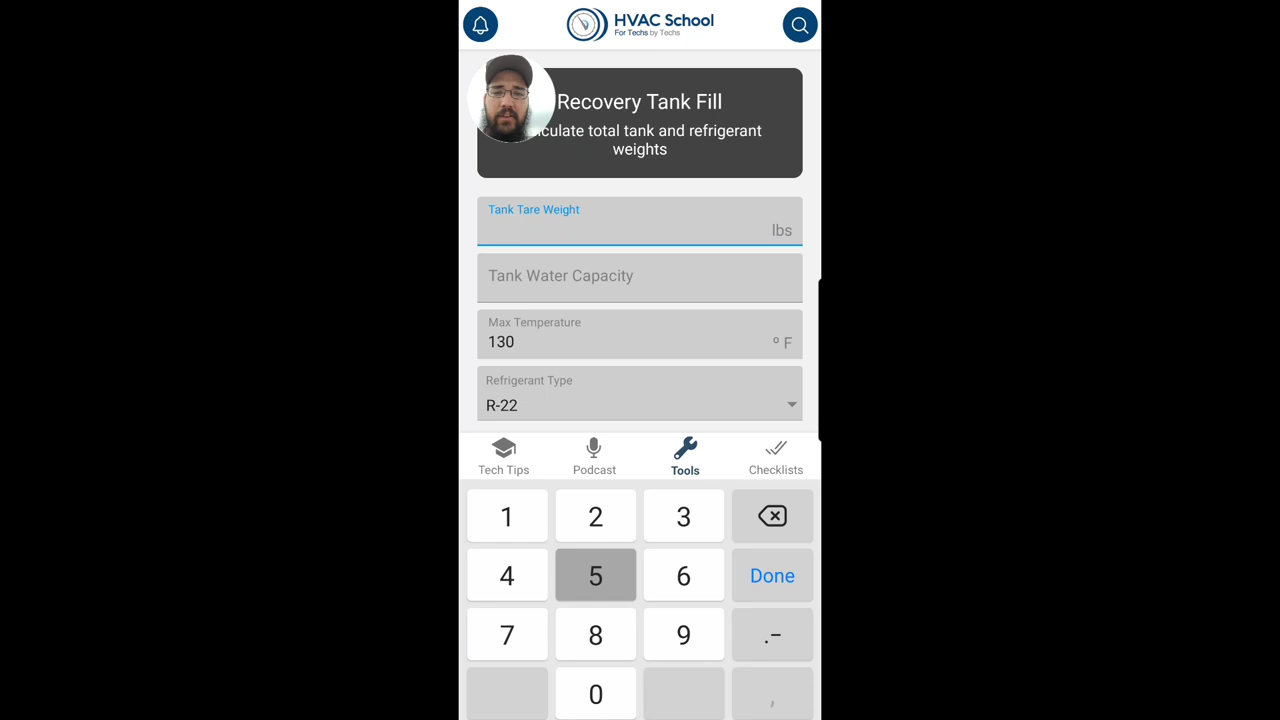 HVAC School
For Techs by Techs
Recovery Tank Fill
culate total tank and refrigerant
weights
Tank Tare Weight
lbs
Tank Water Capacity
Max Temperature
130
º F
Refrigerant Type
R-22
Tech Tips
Podcast
Tools
Checklists
1
2
3
4
5
6
Done
7
8
9
.-
0
,